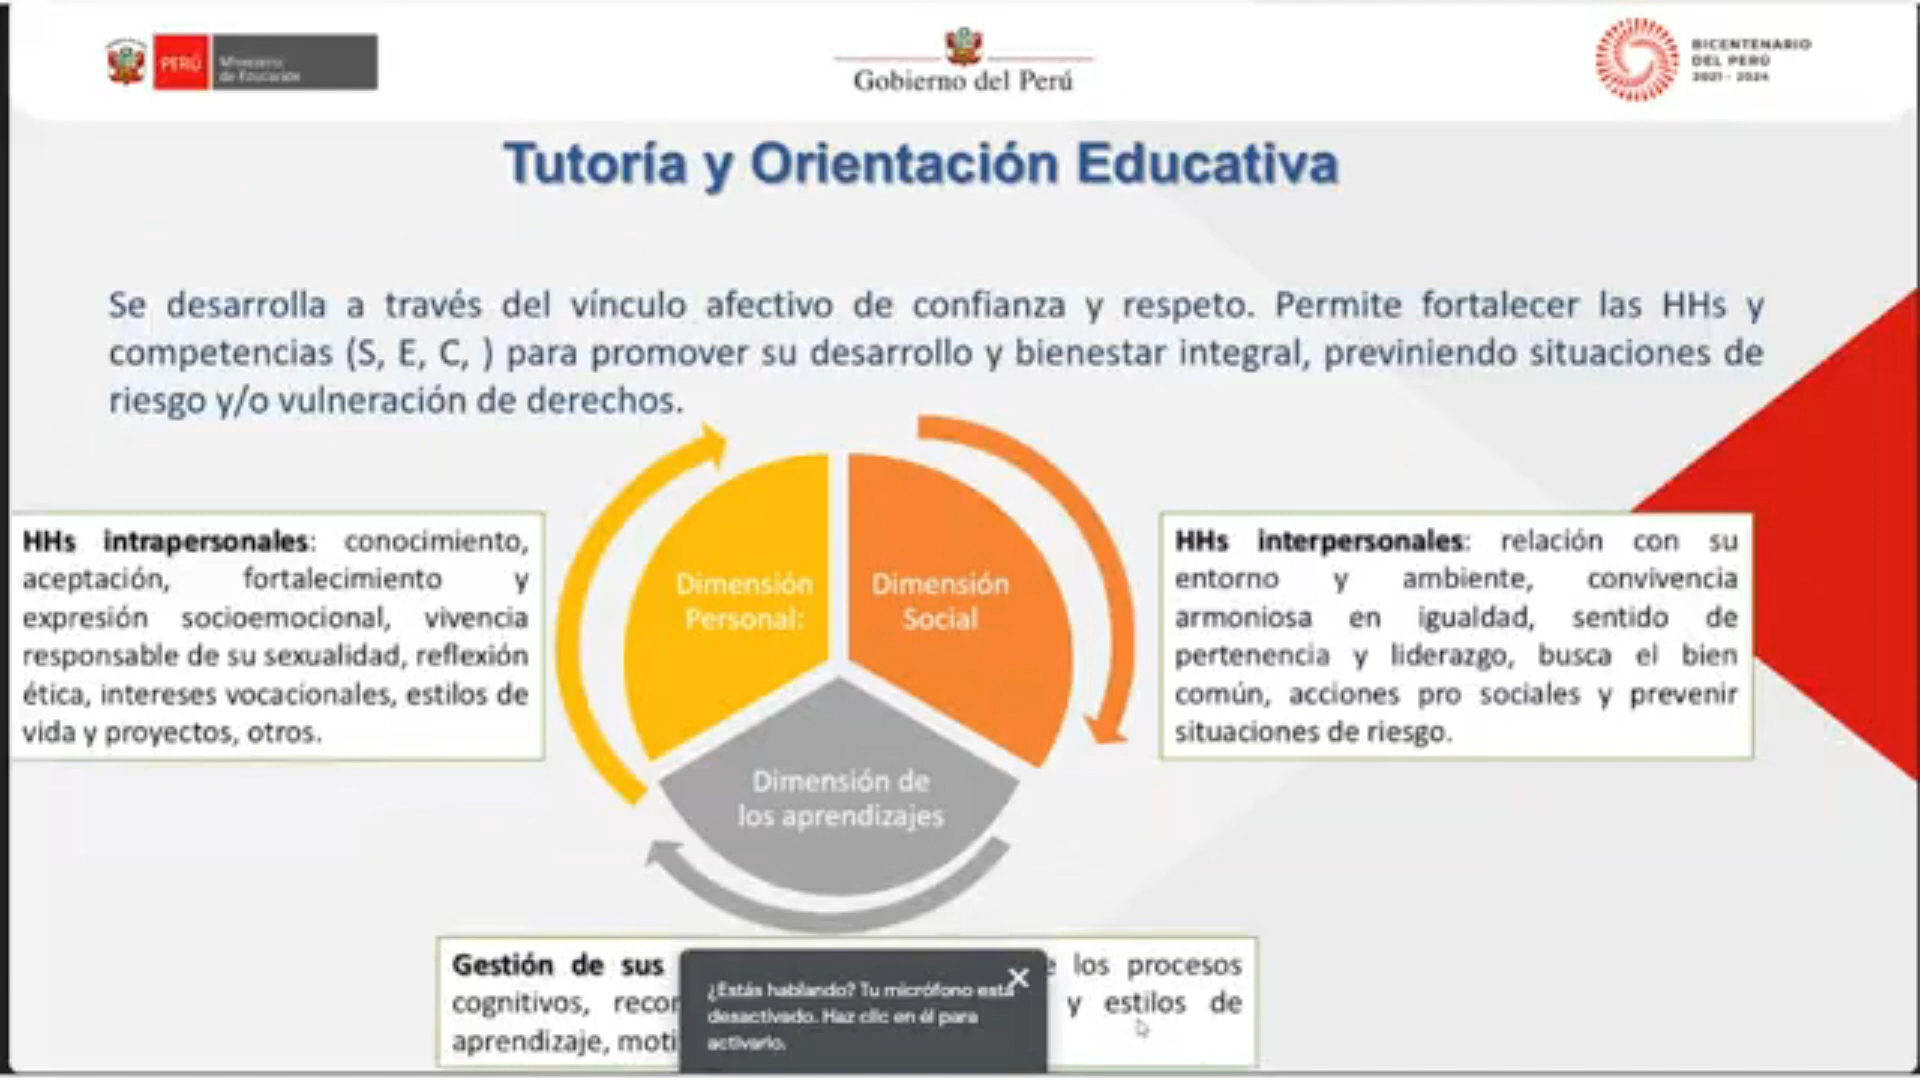 PERÚ
Ministerio
de Educación
Gobierno del Perú
BICENTENARIO
DEL PERÚ
2021 - 2024
Tutoría y Orientación Educativa
Se desarrolla a través del vínculo afectivo de confianza y respeto. Permite fortalecer las HHs y
competencias (S, E, C, ) para promover su desarrollo y bienestar integral, previniendo situaciones de
riesgo y/o vulneración de derechos.
HHs intrapersonales: conocimiento,
aceptación, fortalecimiento y
expresión socioemocional, vivencia
responsable de su sexualidad, reflexión
ética, intereses vocacionales, estilos de
vida y proyectos, otros.
Dimensión
Personal:
Dimensión
Social
Dimensión de
los aprendizajes
HHs interpersonales: relación con su
entorno y ambiente, convivencia
armoniosa en igualdad, sentido de
pertenencia y liderazgo, busca el bien
común, acciones pro sociales y prevenir
situaciones de riesgo.
Gestión de sus los procesos
cognitivos, y estilos de
aprendizaje,
¿Estás hablando? Tu micrófono está
desactivado. Haz clic en él para
activarlo.